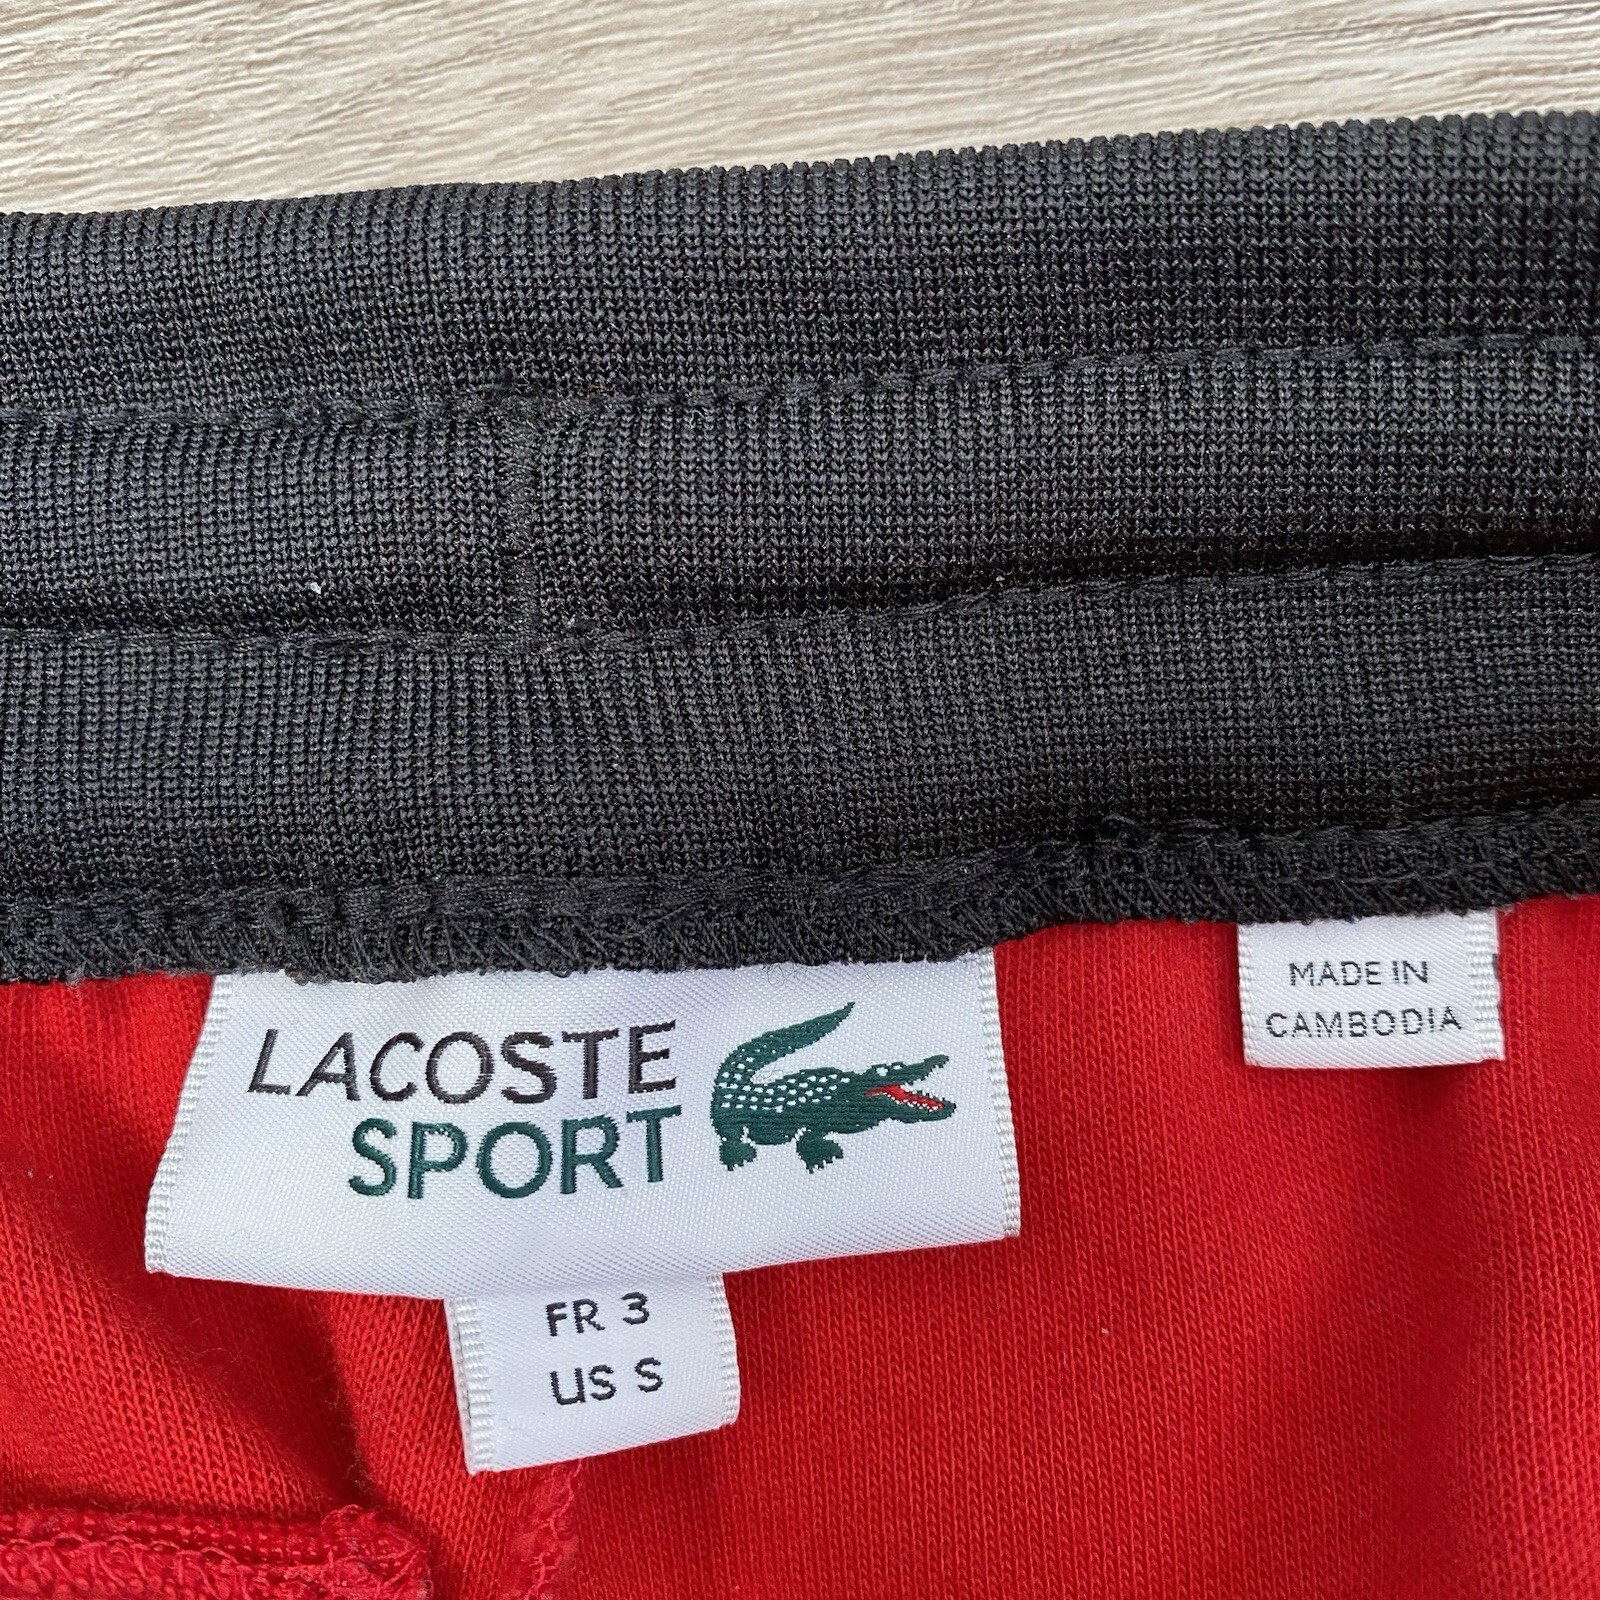 LACOSTE
SPORT
FR 3
US S
MADE IN
CAMBODIA